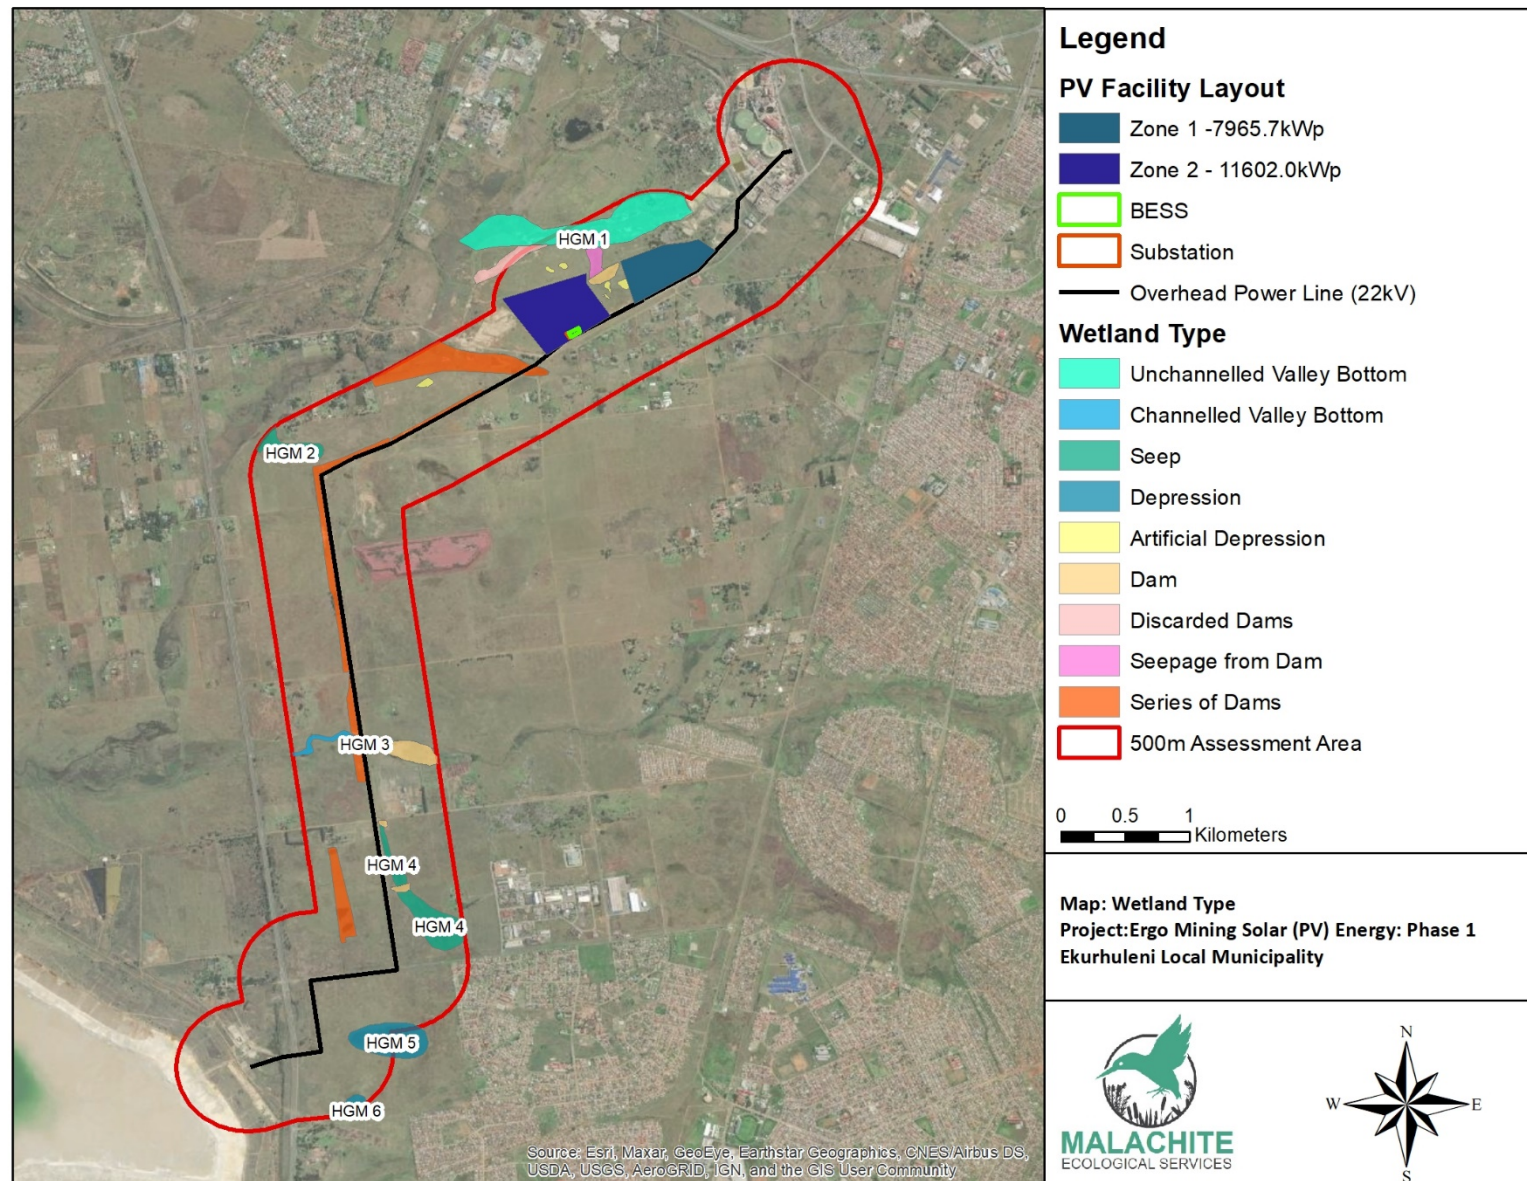 HGM 1
HGM 2
HGM 3
HGM 4
HGM 4
HGM 5
HGM 6
Source: Esri, Maxar, GeoEye, Earthstar Geographics, CNES/Airbus DS,
USDA, USGS, AeroGRID, IGN, and the GIS User Community
Legend
PV Facility Layout
Zone 1 -7965.7kWp
Zone 2 - 11602.0kWp
BESS
Substation
Overhead Power Line (22kV)
Wetland Type
Unchannelled Valley Bottom
Channelled Valley Bottom
Seep
Depression
Artificial Depression
Dam
Discarded Dams
Seepage from Dam
Series of Dams
500m Assessment Area
0 0.5 1
Kilometers
Map: Wetland Type
Project:Ergo Mining Solar (PV) Energy: Phase 1
Ekurhuleni Local Municipality
MALACHITE
ECOLOGICAL SERVICES
N
W E
S